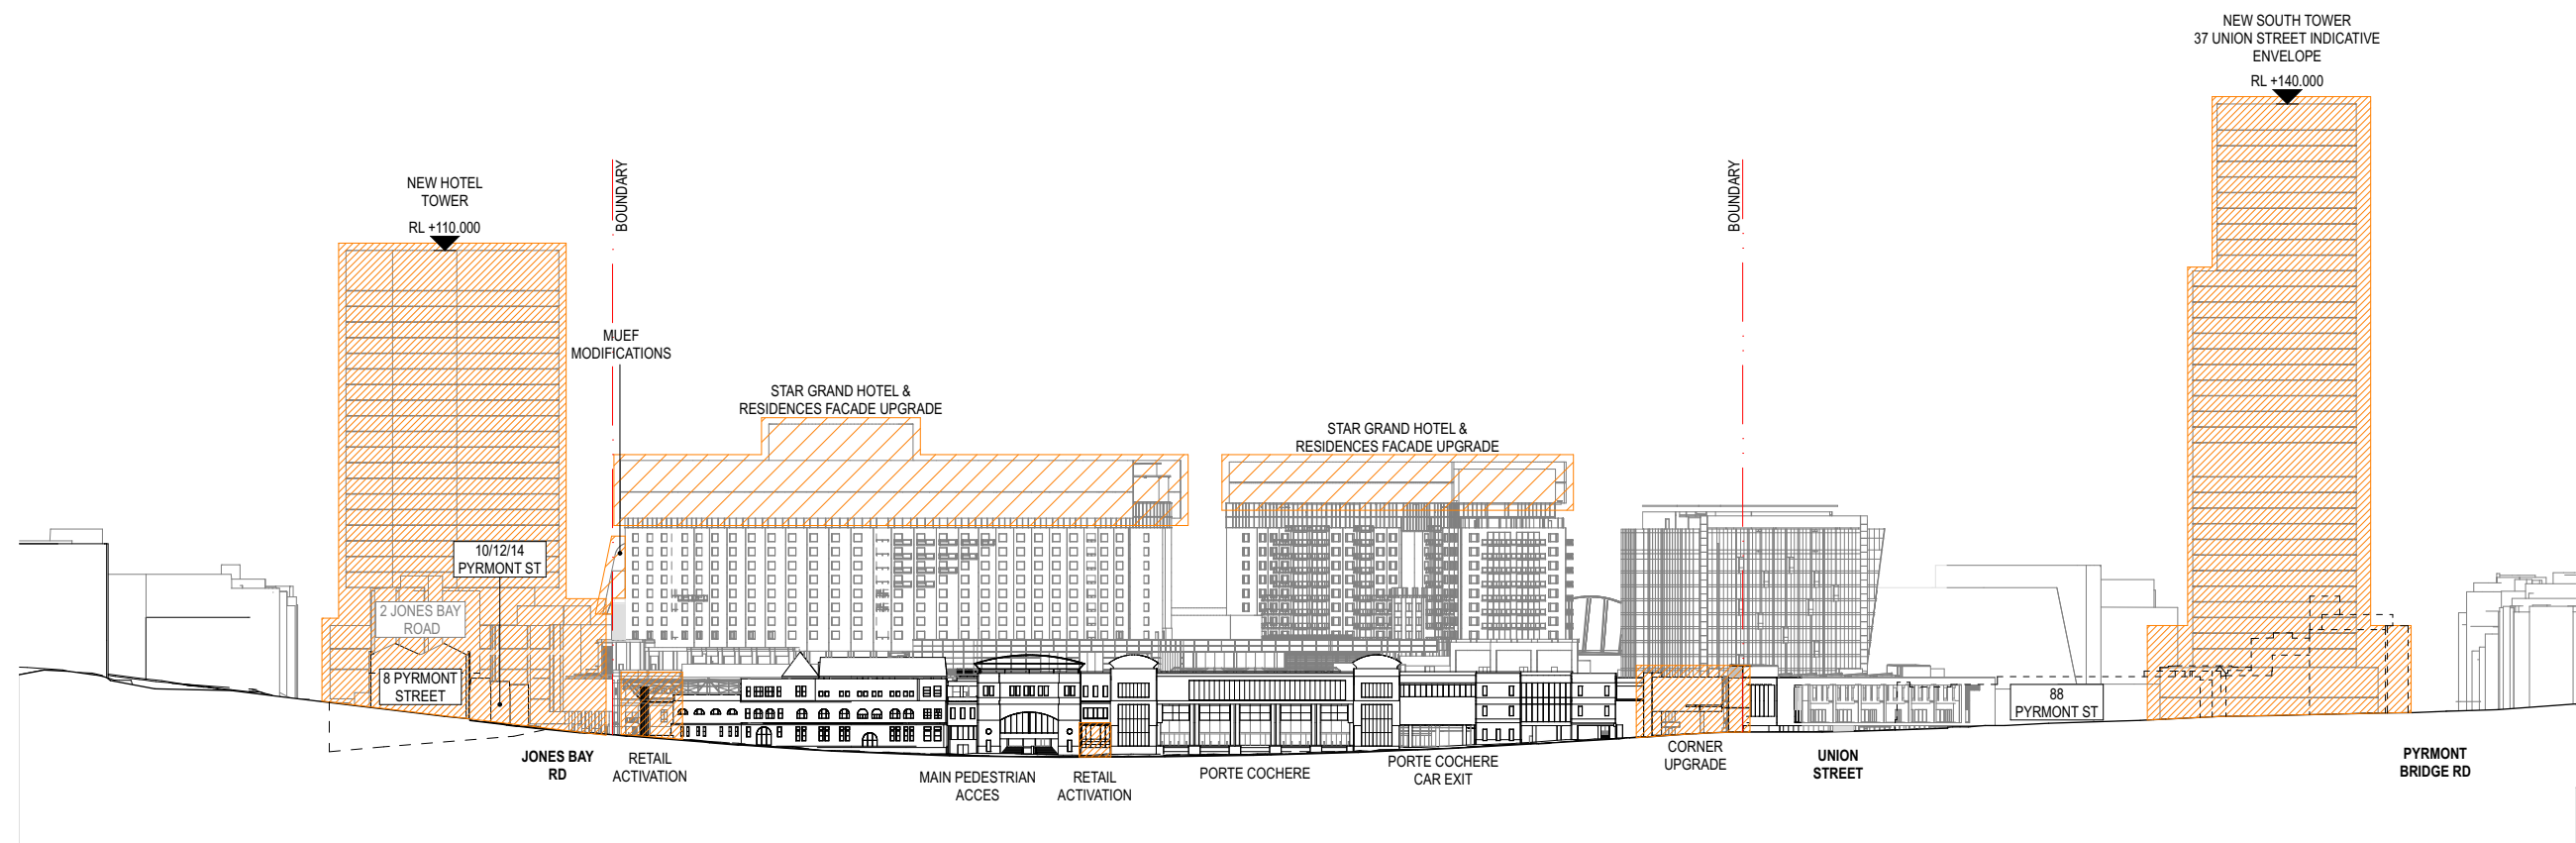 NEW SOUTH TOWER
37 UNION STREET INDICATIVE
ENVELOPE
RL +140.000
NEW HOTEL
TOWER
RL +110.000
BOUNDARY
BOUNDARY
MUEF
MODIFICATIONS
STAR GRAND HOTEL &
RESIDENCES FACADE UPGRADE
STAR GRAND HOTEL &
RESIDENCES FACADE UPGRADE
10/12/14
PYRMONT ST
2 JONES BAY
ROAD
8 PYRMONT
STREET
88
PYRMONT ST
JONES BAY
RD
RETAIL
ACTIVATION
MAIN PEDESTRIAN
ACCES
RETAIL
ACTIVATION
PORTE COCHERE
PORTE COCHERE
CAR EXIT
CORNER
UPGRADE
UNION
STREET
PYRMONT
BRIDGE RD